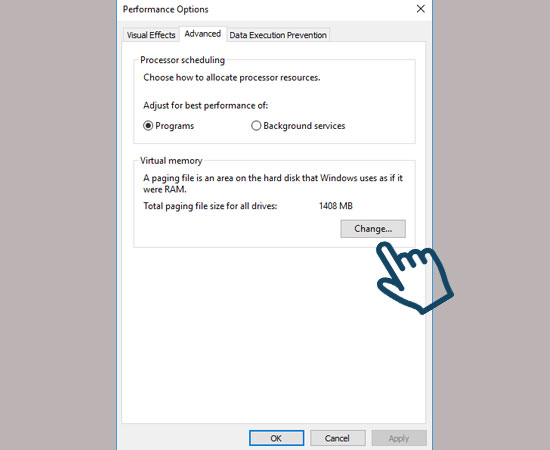 Performance Options
Visual Effects
Advanced
Data Execution Prevention
Processor scheduling
Choose how to allocate processor resources.
Adjust for best performance of:
Programs
Background services
Virtual memory
A paging file is an area on the hard disk that Windows uses as if it
were RAM.
Total paging file size for all drives: 1408 MB
Change...
OK
Cancel
Apply